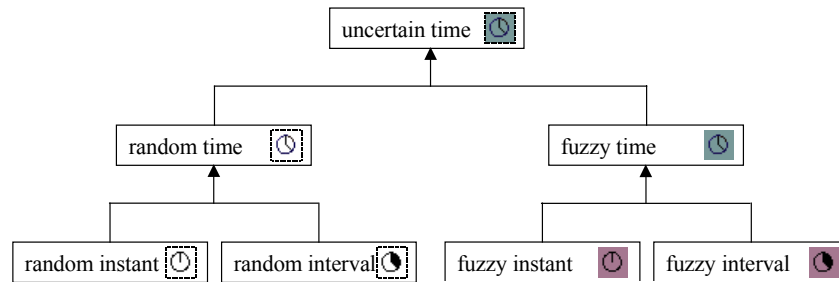 uncertain time
random time
fuzzy time
random instant
random interval
fuzzy instant
fuzzy interval